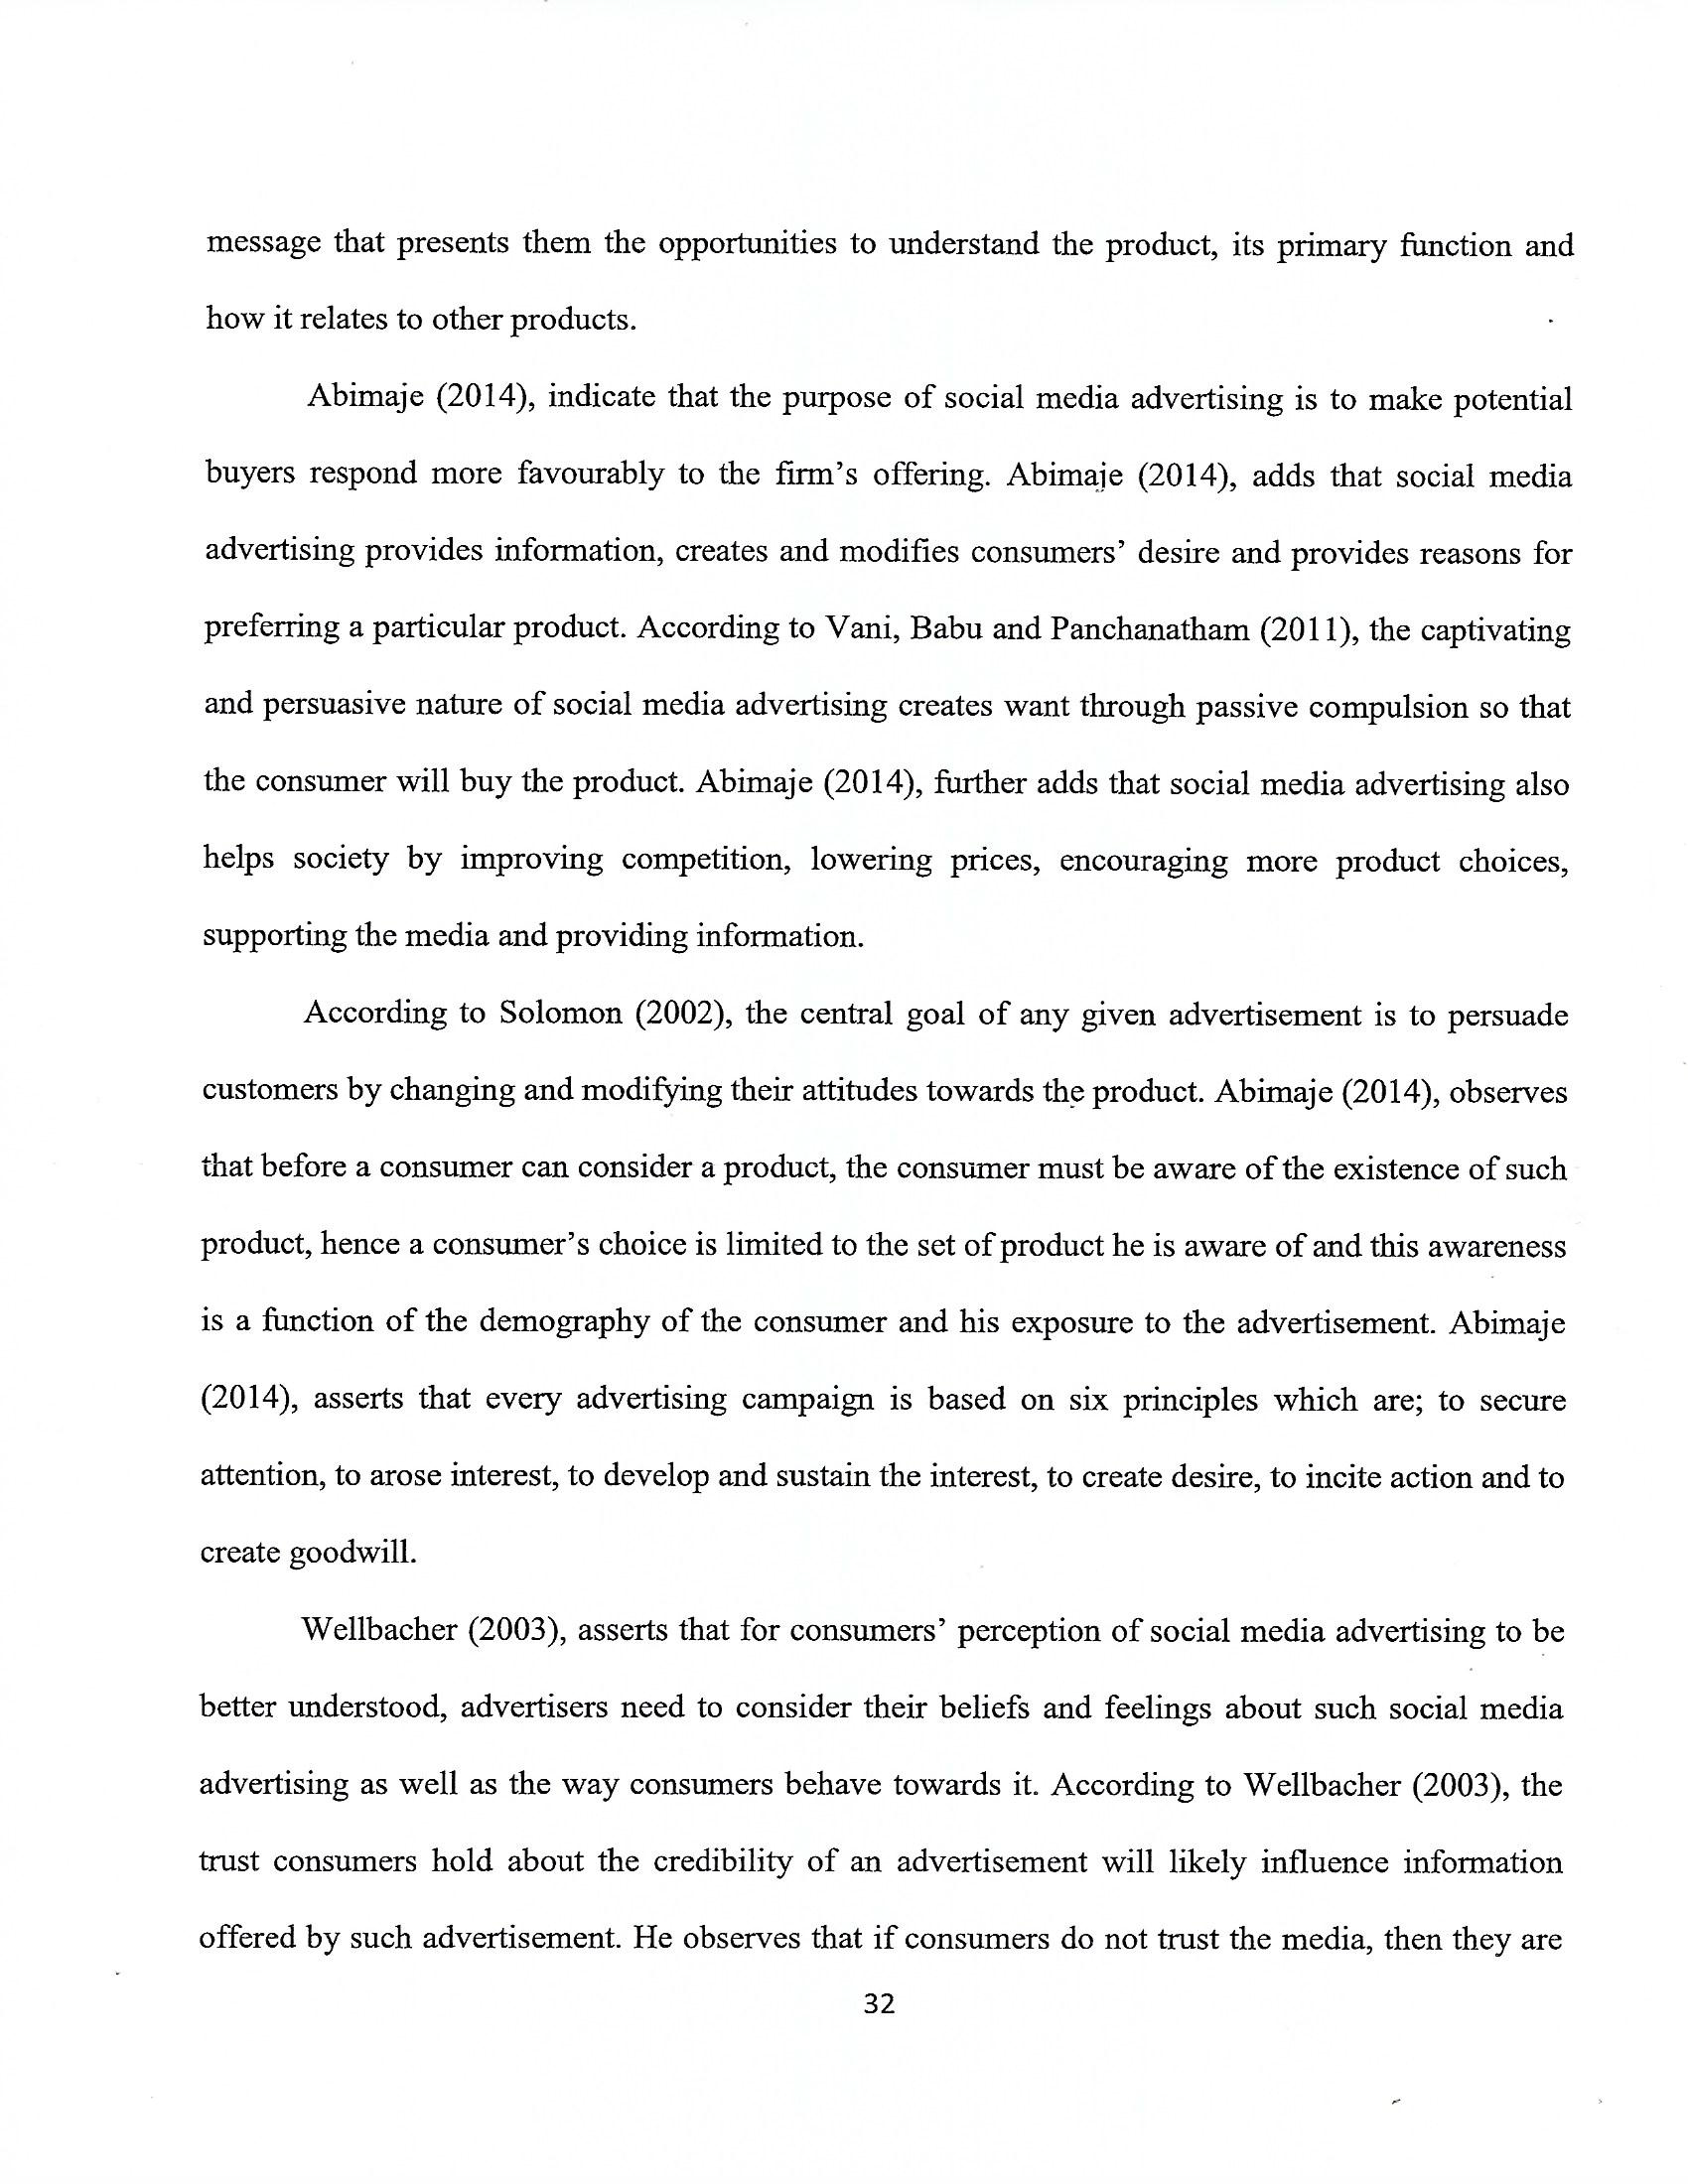 message that presents them the opportunities to understand the product, its primary function and
how it relates to other products.
Abimaje (2014), indicate that the purpose of social media advertising is to make potential
buyers respond more favourably to the firm’s offering. Abimaje (2014), adds that social media
advertising provides information, creates and modifies consumers’ desire and provides reasons for
preferring a particular product. According to Vani, Babu and Panchanatham (2011), the captivating
and persuasive nature of social media advertising creates want through passive compulsion so that
the consumer will buy the product. Abimaje (2014), further adds that social media advertising also
helps society by improving competition, lowering prices, encouraging more product choices,
supporting the media and providing information.
According to Solomon (2002), the central goal of any given advertisement is to persuade
customers by changing and modifying their attitudes towards the product. Abimaje (2014), observes
that before a consumer can consider a product, the consumer must be aware of the existence of such
product, hence a consumer’s choice is limited to the set of product he is aware of and this awareness
is a function of the demography of the consumer and his exposure to the advertisement. Abimaje
(2014), asserts that every advertising campaign is based on six principles which are; to secure
attention, to arose interest, to develop and sustain the interest, to create desire, to incite action and to
create goodwill.
Wellbacher (2003), asserts that for consumers’ perception of social media advertising to be
better understood, advertisers need to consider their beliefs and feelings about such social media
advertising as well as the way consumers behave towards it. According to Wellbacher (2003), the
trust consumers hold about the credibility of an advertisement will likely influence information
offered by such advertisement. He observes that if consumers do not trust the media, then they are
32